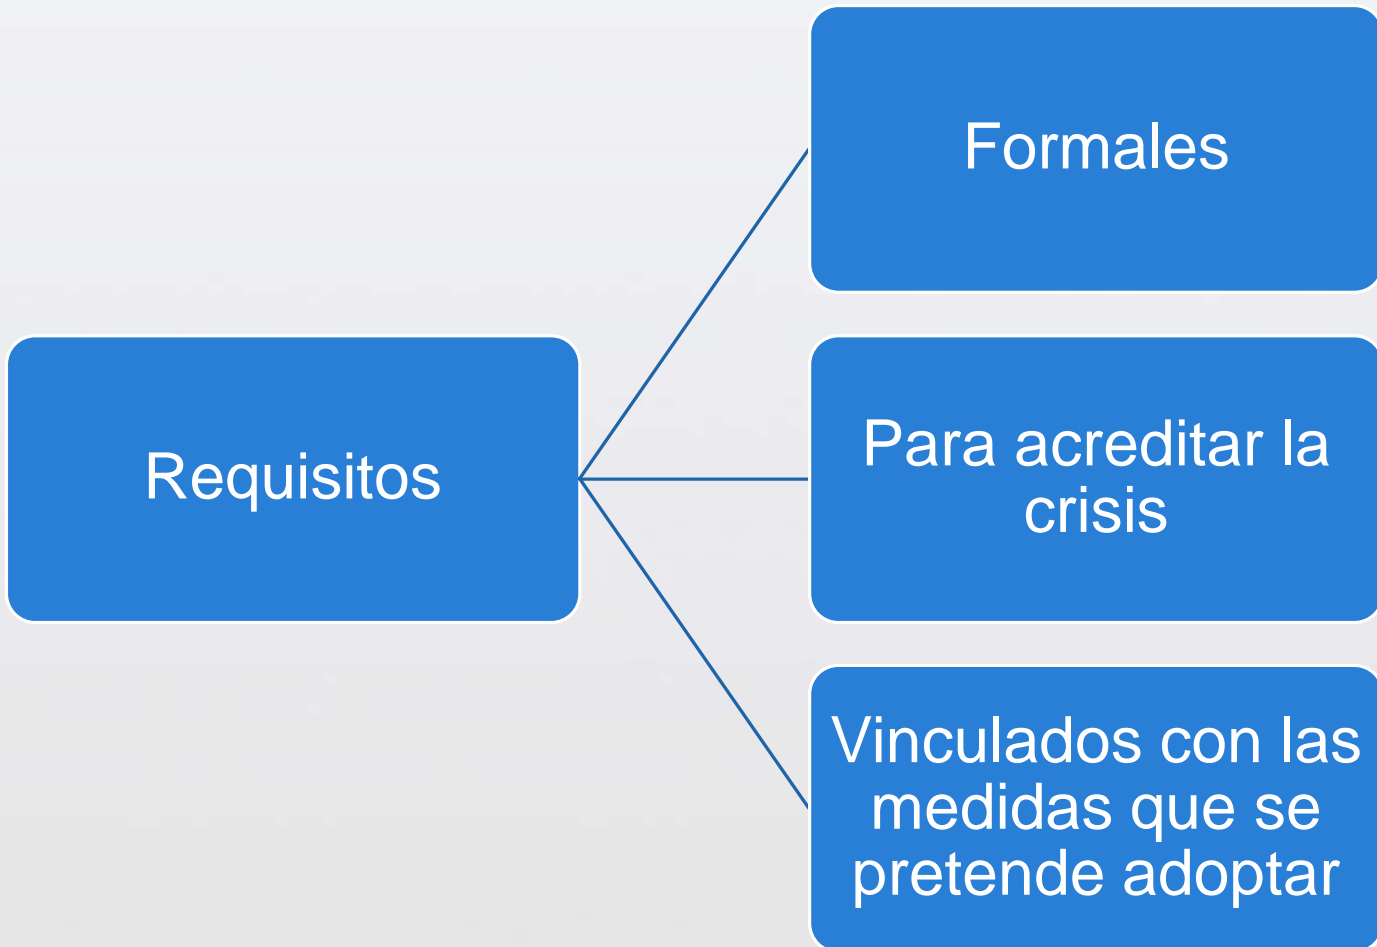 Requisitos
Formales
Para acreditar la
crisis
Vinculados con las
medidas que se
pretende adoptar